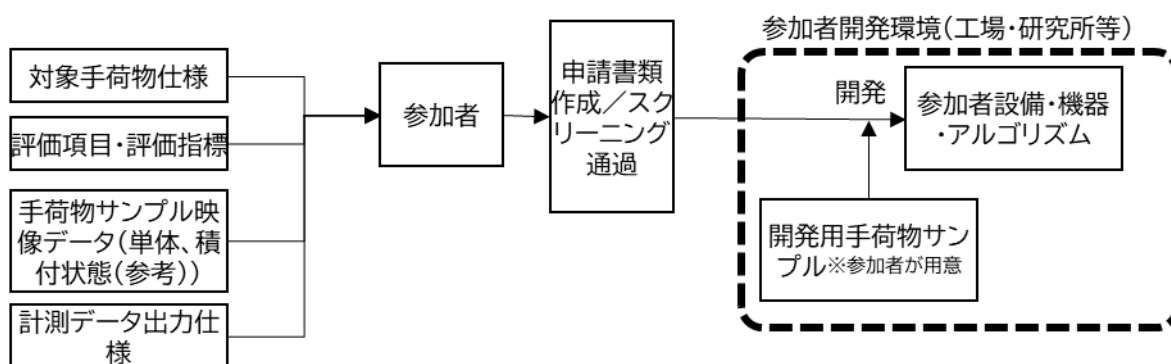 対象手荷物仕様
評価項目・評価指標
手荷物サンプル映
像データ(単体、積
付状態(参考))
計測データ出力仕
様
参加者
申請書類
作成／スク
リーニング
通過
参加者開発環境(工場・研究所等)
開発
参加者設備・機器
・アルゴリズム
開発用手荷物サン
プル※参加者が用意